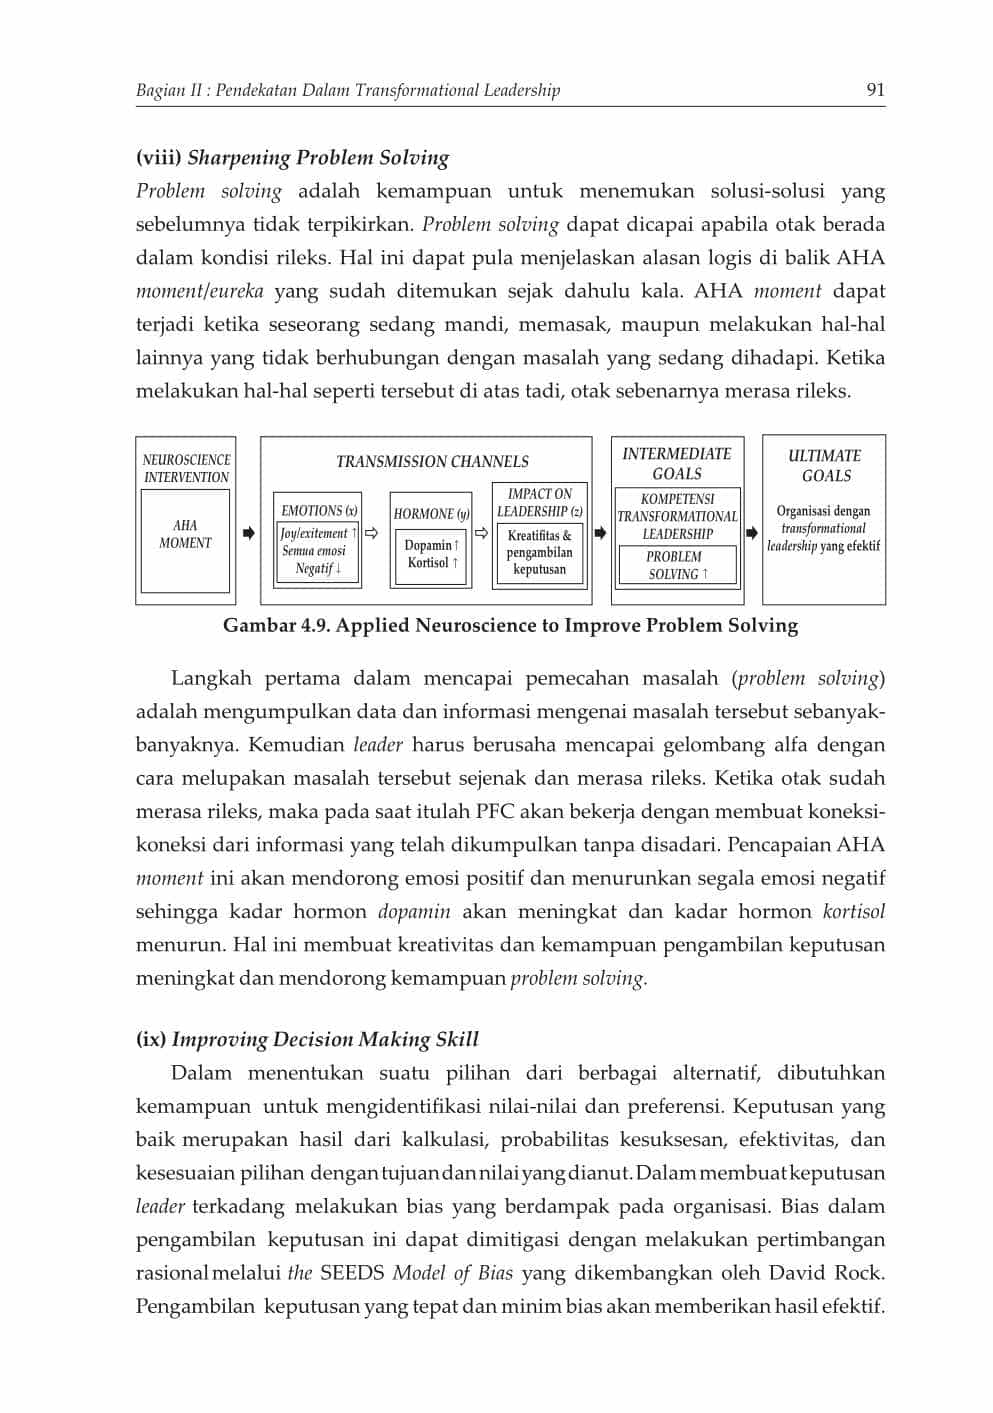 Bagian II : Pendekatan Dalam Transformational Leadership 91
(viii) Sharpening Problem Solving
Problem solving adalah kemampuan untuk menemukan solusi-solusi yang
sebelumnya tidak terpikirkan. Problem solving dapat dicapai apabila otak berada
dalam kondisi rileks. Hal ini dapat pula menjelaskan alasan logis di balik AHA
moment/eureka yang sudah ditemukan sejak dahulu kala. AHA moment dapat
terjadi ketika seseorang sedang mandi, memasak, maupun melakukan hal-hal
lainnya yang tidak berhubungan dengan masalah yang sedang dihadapi. Ketika
melakukan hal-hal seperti tersebut di atas tadi, otak sebenarnya merasa rileks.
NEUROSCIENCE
INTERVENTION
AHA
MOMENT
TRANSMISSION CHANNELS
EMOTIONS (x)
Joy/exitement ↑
Semua emosi
Negatif ↓
HORMONE (y)
Dopamin ↑
Kortisol ↑
IMPACT ON
LEADERSHIP (z)
Kreatifitas &
pengambilan
keputusan
INTERMEDIATE
GOALS
KOMPETENSI
TRANSFORMATIONAL
LEADERSHIP
PROBLEM
SOLVING ↑
ULTIMATE
GOALS
Organisasi dengan
transformational
leadership yang efektif
Gambar 4.9. Applied Neuroscience to Improve Problem Solving
Langkah pertama dalam mencapai pemecahan masalah (problem solving)
adalah mengumpulkan data dan informasi mengenai masalah tersebut sebanyak-
banyaknya. Kemudian leader harus berusaha mencapai gelombang alfa dengan
cara melupakan masalah tersebut sejenak dan merasa rileks. Ketika otak sudah
merasa rileks, maka pada saat itulah PFC akan bekerja dengan membuat koneksi-
koneksi dari informasi yang telah dikumpulkan tanpa disadari. Pencapaian AHA
moment ini akan mendorong emosi positif dan menurunkan segala emosi negatif
sehingga kadar hormon dopamin akan meningkat dan kadar hormon kortisol
menurun. Hal ini membuat kreativitas dan kemampuan pengambilan keputusan
meningkat dan mendorong kemampuan problem solving.
(ix) Improving Decision Making Skill
Dalam menentukan suatu pilihan dari berbagai alternatif, dibutuhkan
kemampuan untuk mengidentifikasi nilai-nilai dan preferensi. Keputusan yang
baik merupakan hasil dari kalkulasi, probabilitas kesuksesan, efektivitas, dan
kesesuaian pilihan dengan tujuan dan nilai yang dianut. Dalam membuat keputusan
leader terkadang melakukan bias yang berdampak pada organisasi. Bias dalam
pengambilan keputusan ini dapat dimitigasi dengan melakukan pertimbangan
rasional melalui the SEEDS Model of Bias yang dikembangkan oleh David Rock.
Pengambilan keputusan yang tepat dan minim bias akan memberikan hasil efektif.